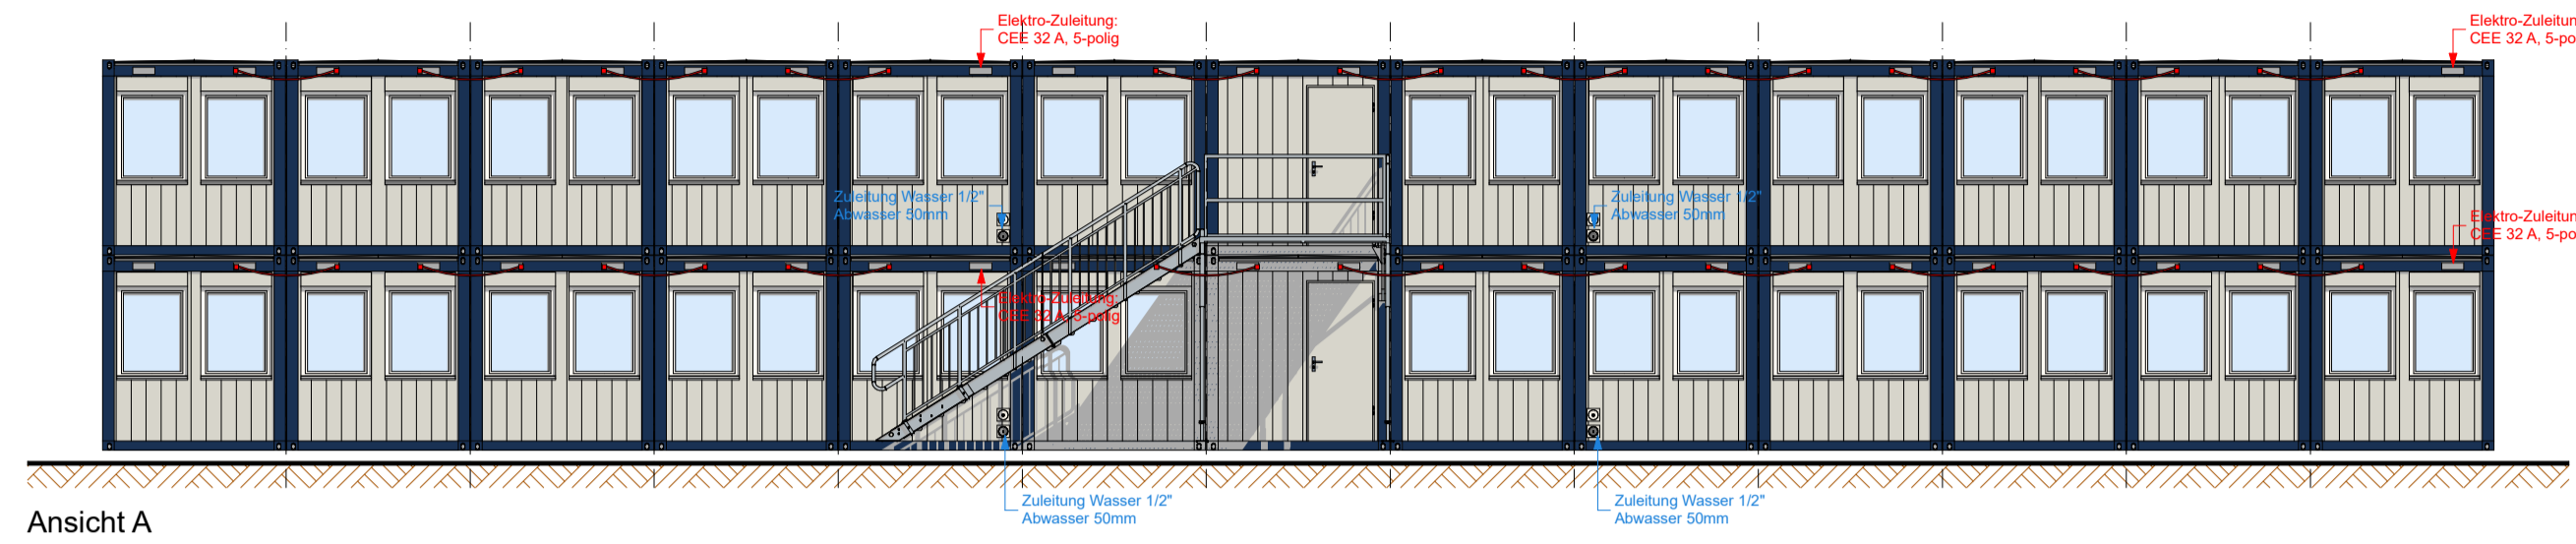 Elektro-Zuleitung:
CEE 32 A, 5-polig
Elektro-Zuleitun
CEE 32 A, 5-po
Zuleitung Wasser 1/2"
Abwasser 50mm
Zuleitung Wasser 1/2"
Abwasser 50mm
Elektro-Zuleitun
CEE 32 A, 5-po
Elektro-Zuleitung:
CEE 32 A, 5-polig
Zuleitung Wasser 1/2"
Abwasser 50mm
Zuleitung Wasser 1/2"
Abwasser 50mm
Ansicht A